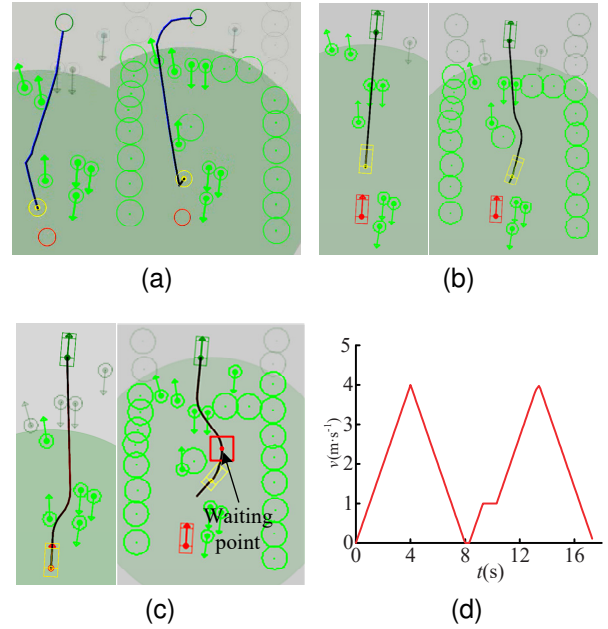 (a)
(b)
Waiting
point
(c)
5
4
3
2
1
0
v(m·s⁻¹)
0 4 8 12 16
t(s)
(d)